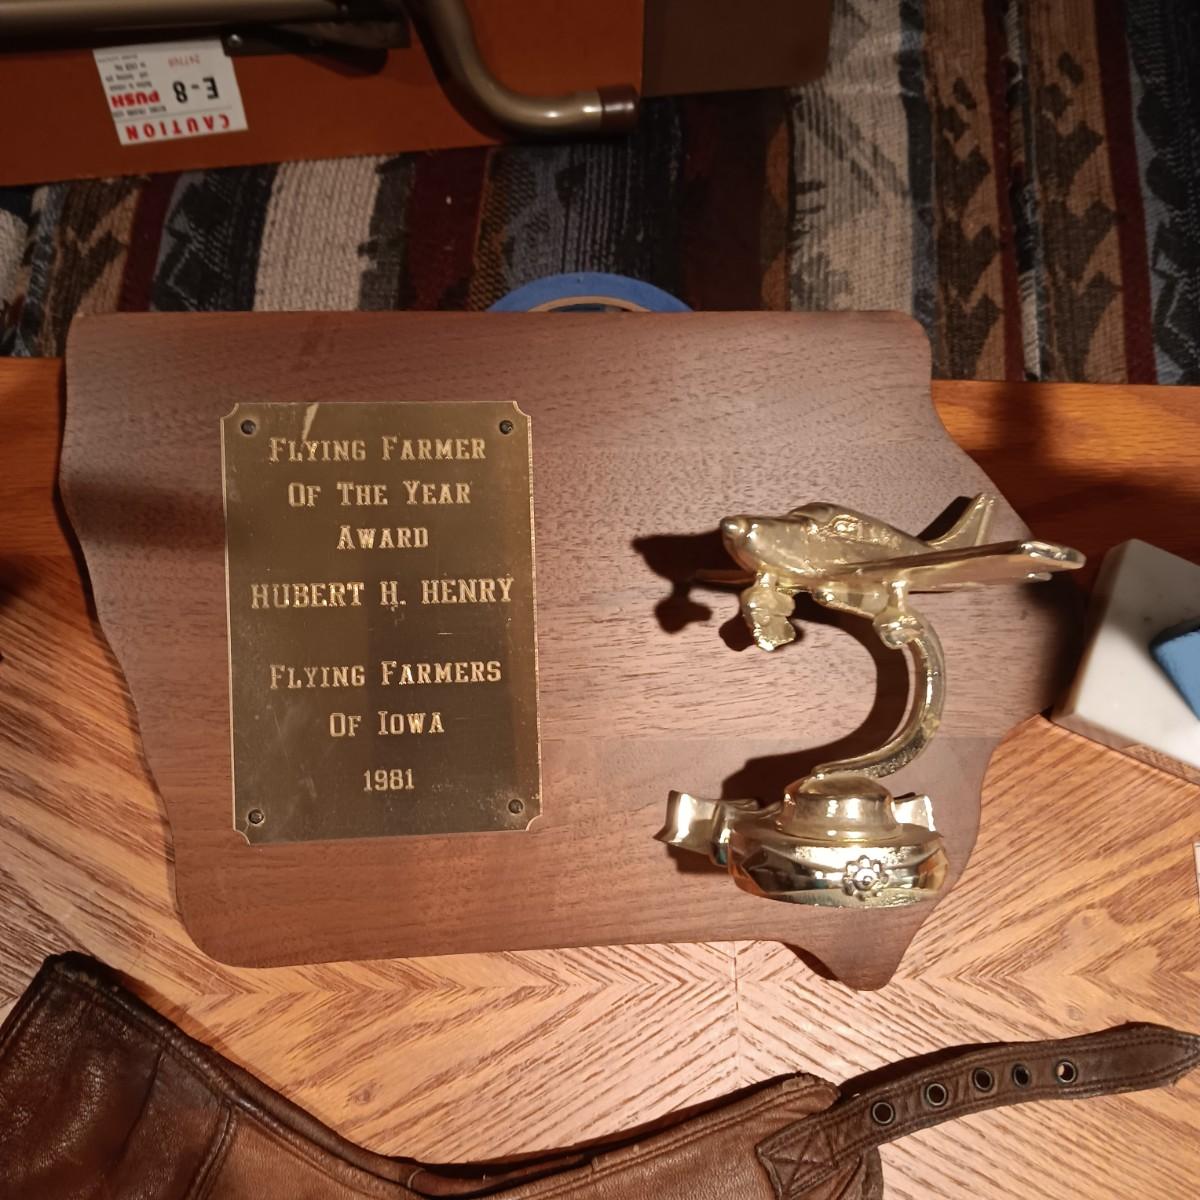 CAUTION
E-8
PUSH
FLYING FARMER
OF THE YEAR
AWARD
HUBERT H. HENRY
FLYING FARMERS
OF IOWA
1981